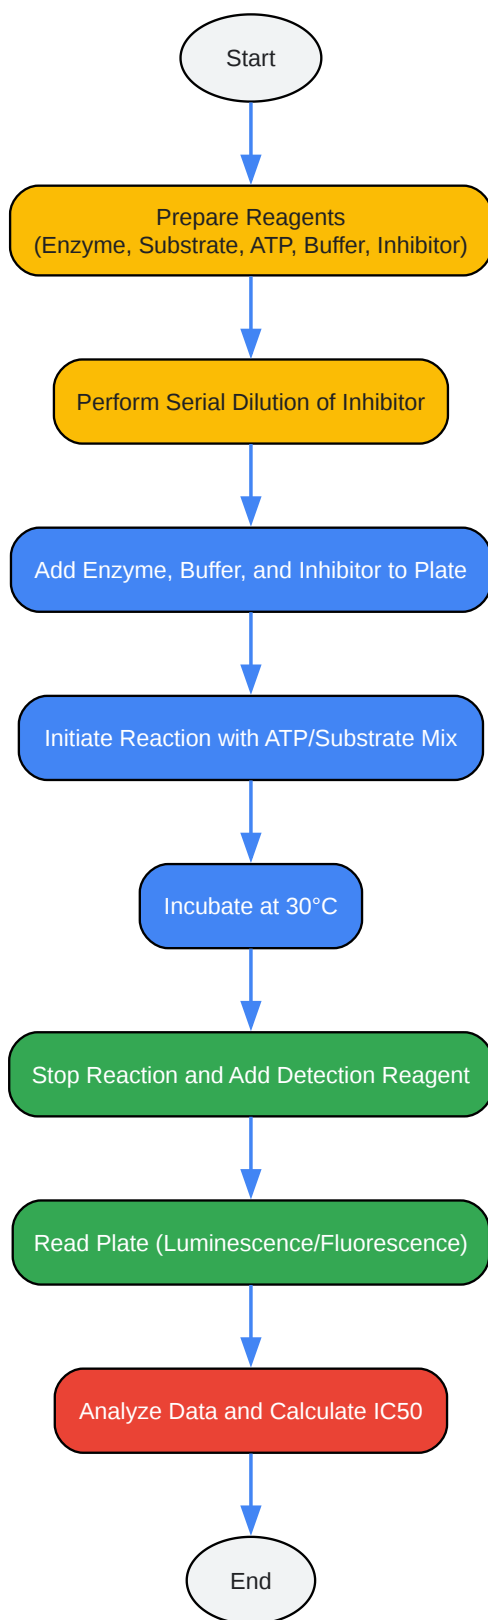 Start
Prepare Reagents
(Enzyme, Substrate, ATP, Buffer, Inhibitor)
Perform Serial Dilution of Inhibitor
Add Enzyme, Buffer, and Inhibitor to Plate
Initiate Reaction with ATP/Substrate Mix
Incubate at 30°C
Stop Reaction and Add Detection Reagent
Read Plate (Luminescence/Fluorescence)
Analyze Data and Calculate IC50
End